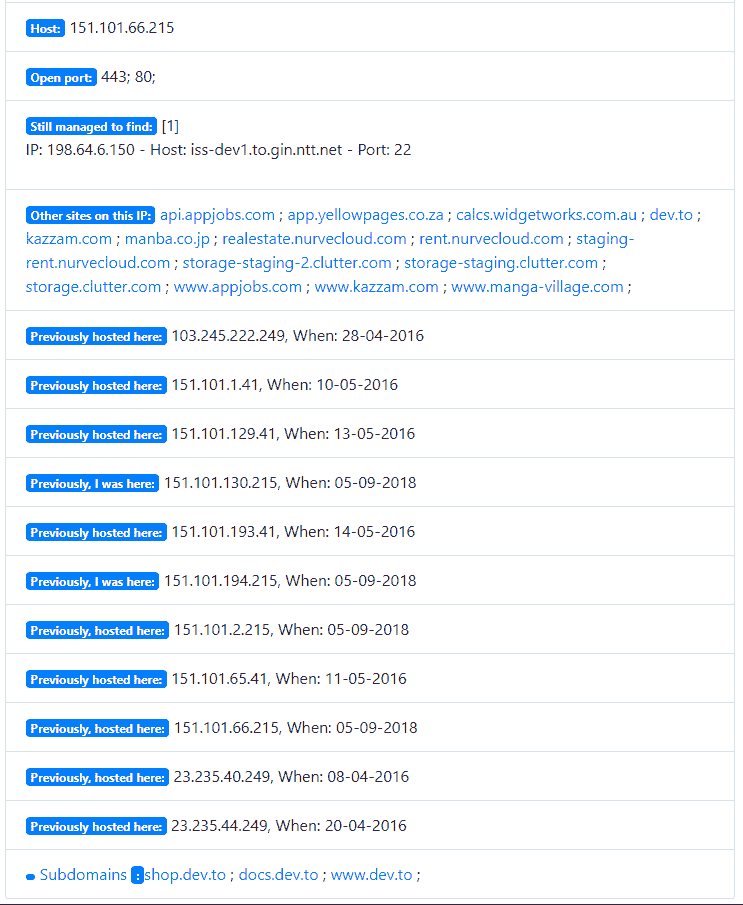 Host: 151.101.66.215
Open port: 443; 80;
Still managed to find: [1]
IP: 198.64.6.150 - Host: iss-dev1.to.gin.ntt.net - Port: 22
Other sites on this IP: api.appjobs.com ; app.yellowpages.co.za ; calcs.widgetworks.com.au ; dev.to ;
kazzam.com ; manba.co.jp ; realestate.nurvecloud.com ; rent.nurvecloud.com ; staging-
rent.nurvecloud.com ; storage-staging-2.clutter.com ; storage-staging.clutter.com ;
storage.clutter.com ; www.appjobs.com ; www.kazzam.com ; www.manga-village.com ;
Previously hosted here: 103.245.222.249, When: 28-04-2016
Previously hosted here: 151.101.1.41, When: 10-05-2016
Previously hosted here: 151.101.129.41, When: 13-05-2016
Previously, I was here: 151.101.130.215, When: 05-09-2018
Previously hosted here: 151.101.193.41, When: 14-05-2016
Previously, I was here: 151.101.194.215, When: 05-09-2018
Previously, hosted here: 151.101.2.215, When: 05-09-2018
Previously hosted here: 151.101.65.41, When: 11-05-2016
Previously, hosted here: 151.101.66.215, When: 05-09-2018
Previously, hosted here: 23.235.40.249, When: 08-04-2016
Previously hosted here: 23.235.44.249, When: 20-04-2016
Subdomains : shop.dev.to ; docs.dev.to ; www.dev.to ;